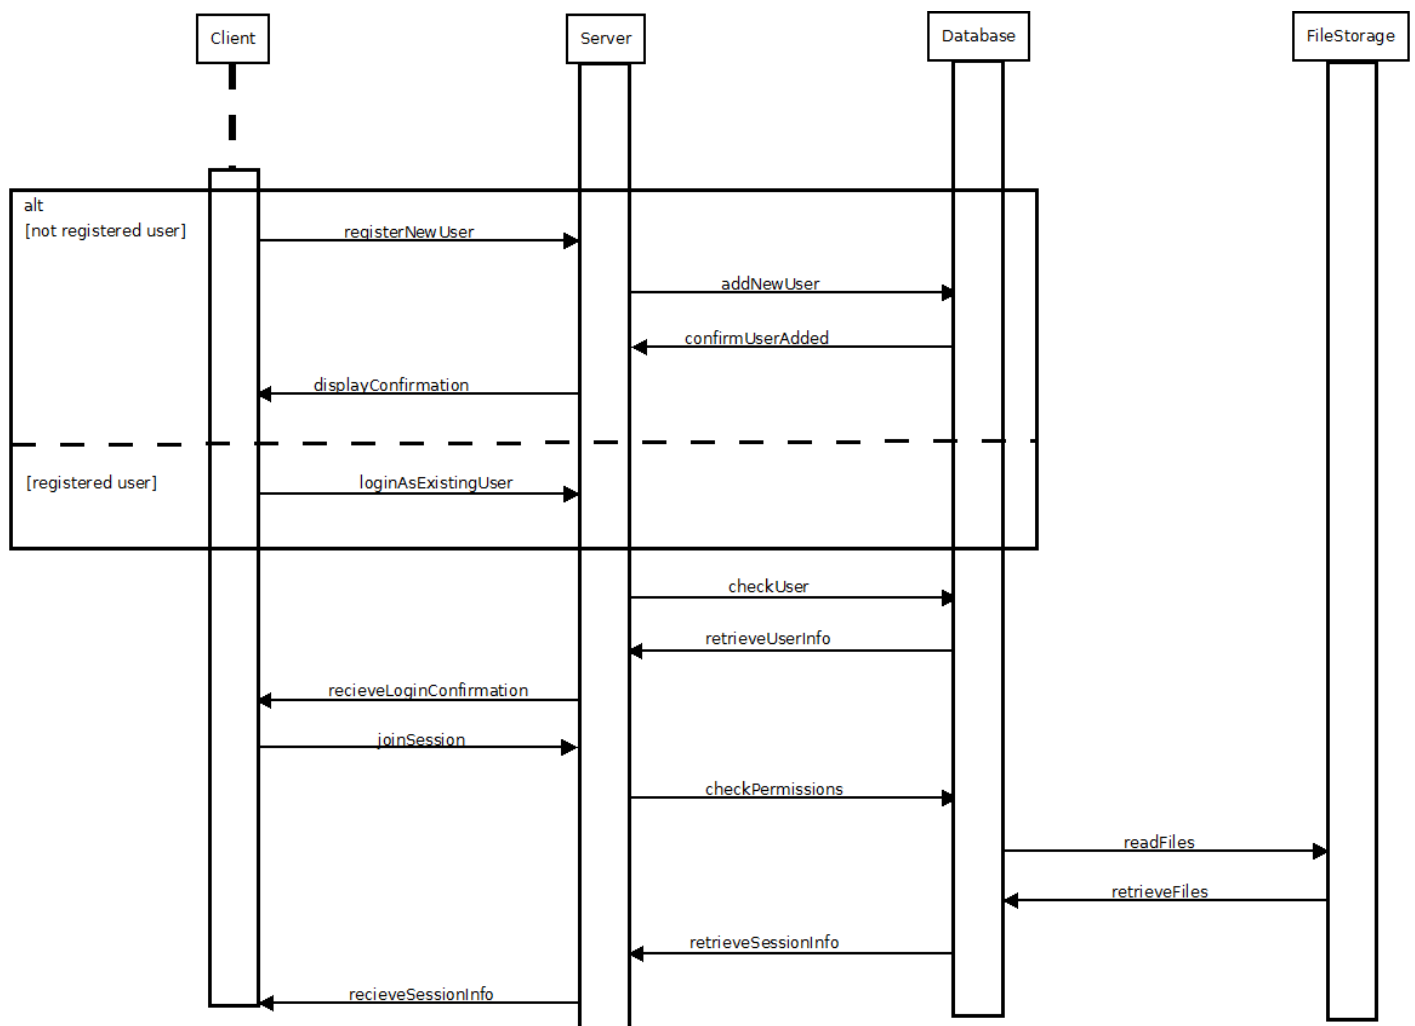 Client
Server
Database
FileStorage
alt
[not registered user]
registerNewUser
addNewUser
confirmUserAdded
displayConfirmation
[registered user]
loginAsExistingUser
checkUser
retrieveUserInfo
recieveLoginConfirmation
joinSession
checkPermissions
readFiles
retrieveFiles
retrieveSessionInfo
recieveSessionInfo